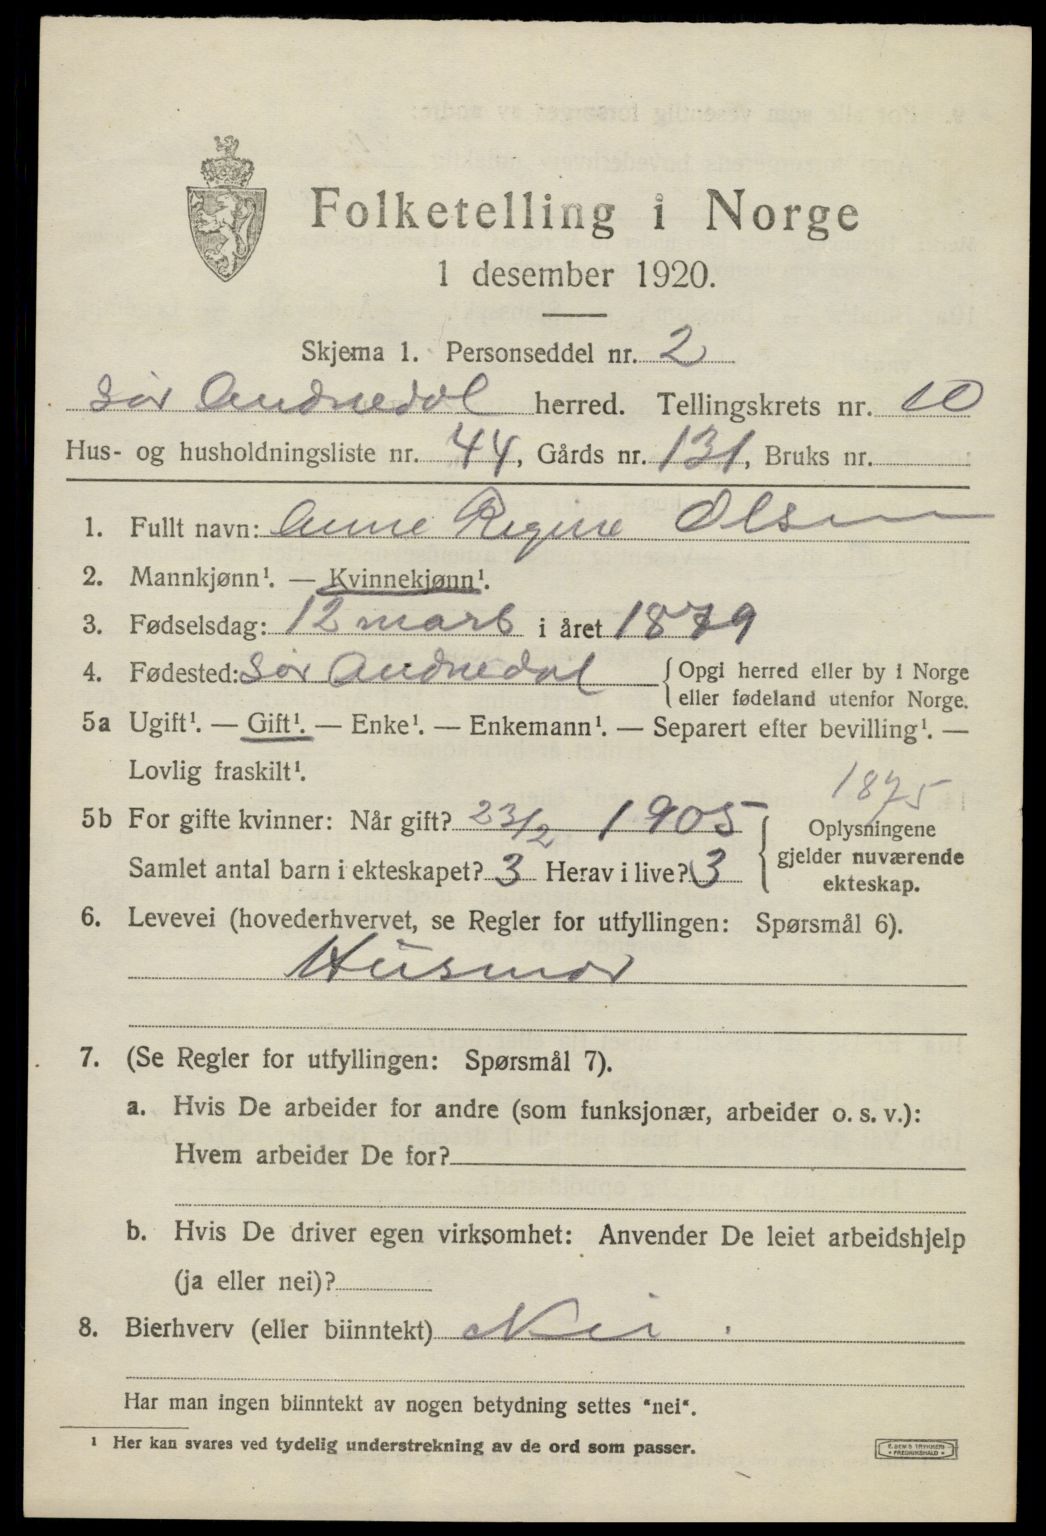 Folketelling i Norge
1 desember 1920.
Skjema 1. Personseddel nr. 2
Sør Audnedal herred. Tellingskrets nr. 10
Hus- og husholdningsliste nr. 44, Gårds nr. 131, Bruks nr.
1. Fullt navn: Anne Regine Olsen
2. Mannkjønn¹. — Kvinnekjønn¹.
3. Fødselsdag: 12 mars i året 1879
4. Fødested: Sør Audnedal {Opgi herred eller by i Norge
eller fødeland utenfor Norge.
5a Ugift¹. — Gift¹. — Enke¹. — Enkemann¹. — Separert efter bevilling¹. —
Lovlig fraskilt¹.
1875
5b For gifte kvinner: Når gift? 23/2 1905
Samlet antal barn i ekteskapet? 3 Herav i live? 3
{Oplysningene
gjelder nuværende
ekteskap.
6. Levevei (hovederhvervet, se Regler for utfyllingen: Spørsmål 6).
Husmor
7. (Se Regler for utfyllingen: Spørsmål 7).
a. Hvis De arbeider for andre (som funksjonær, arbeider o. s. v.):
Hvem arbeider De for?
b. Hvis De driver egen virksomhet: Anvender De leiet arbeidshjelp
(ja eller nei)?
8. Bierhverv (eller biinntekt) Nei.
Har man ingen biinntekt av nogen betydning settes "nei".
¹ Her kan svares ved tydelig understrekning av de ord som passer.